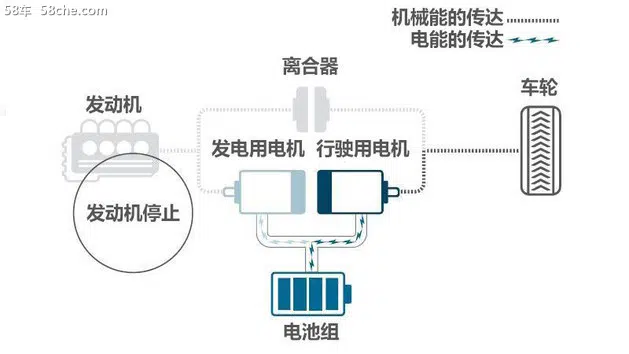 58车 58che.com
机械能的传达
电能的传达
离合器
车轮
发动机
发电用电机 行驶用电机
发动机停止
电池组